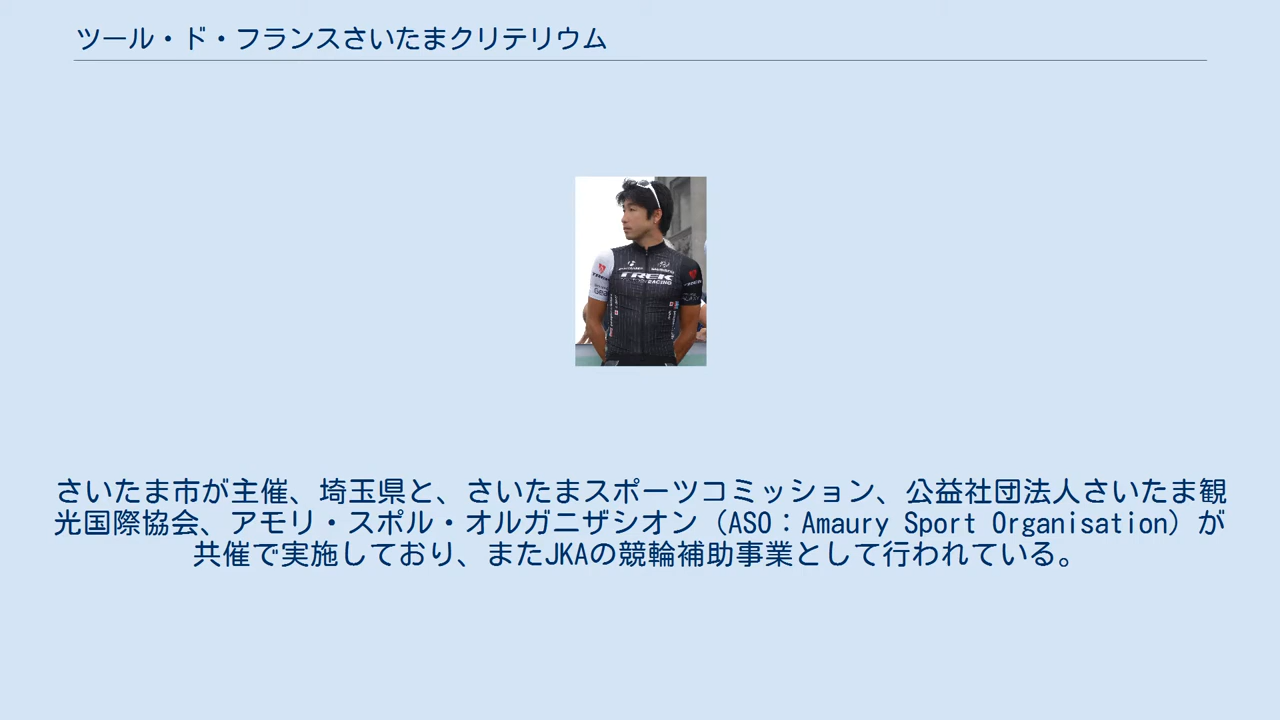 ツール・ド・フランスさいたまクリテリウム
TREK
RACING
さいたま市が主催、埼玉県と、さいたまスポーツコミッション、公益社団法人さいたま観
光国際協会、アモリ・スポル・オルガニザシオン（ASO：Amaury Sport Organisation）が
共催で実施しており、またJKAの競輪補助事業として行われている。